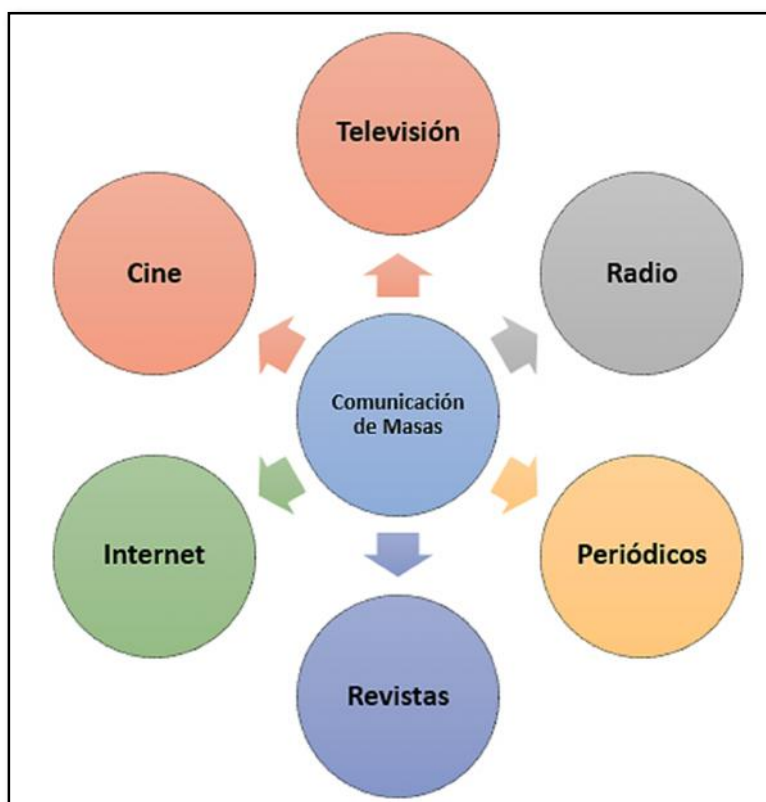 Televisión
Cine
Radio
Comunicación
de Masas
Internet
Periódicos
Revistas